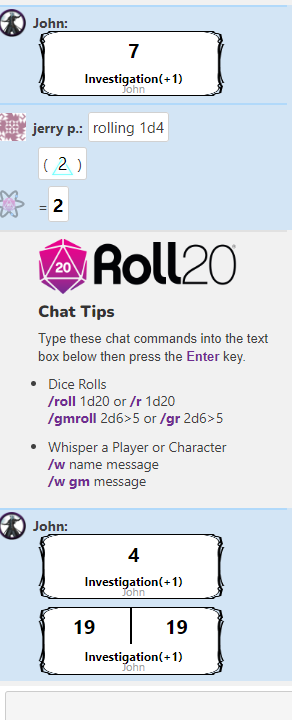 John:
7
Investigation(+1)
John
jerry p.: rolling 1d4
( 2 )
= 2
20 Roll20
Chat Tips
Type these chat commands into the text
box below then press the Enter key.
• Dice Rolls
/roll 1d20 or /r 1d20
/gmroll 2d6>5 or /gr 2d6>5
• Whisper a Player or Character
/w name message
/w gm message
John:
4
Investigation(+1)
John
19 19
Investigation(+1)
John